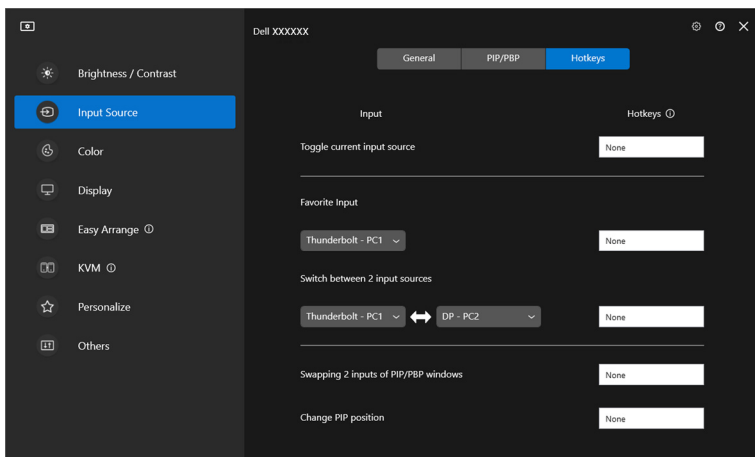 Dell XXXXXX
General PIP/PBP Hotkeys
Brightness / Contrast
Input Source
Color
Display
Easy Arrange
KVM
Personalize
Others
Input Hotkeys
Toggle current input source None
Favorite Input
Thunderbolt - PC1 None
Switch between 2 input sources
Thunderbolt - PC1 DP - PC2 None
Swapping 2 inputs of PIP/PBP windows None
Change PIP position None